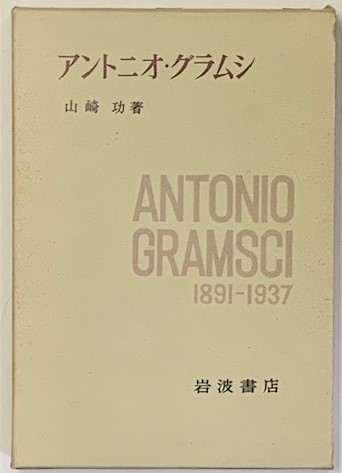 アントニオ・グラムシ
山崎 功著
ANTONIO
GRAMSCI
1891-1937
岩波書店